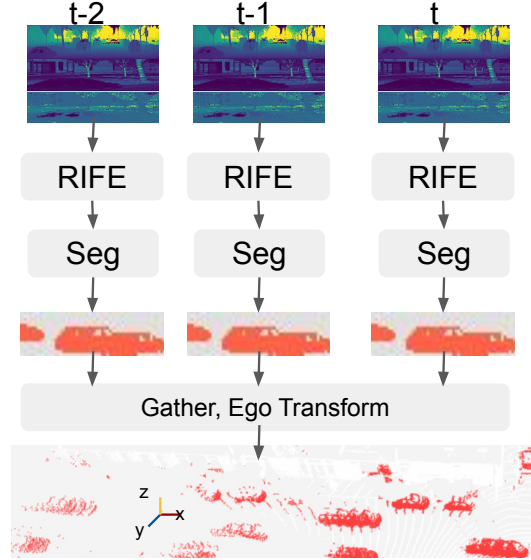 t-2 t-1 t
RIFE RIFE RIFE
Seg Seg Seg
Gather, Ego Transform
z
x
y